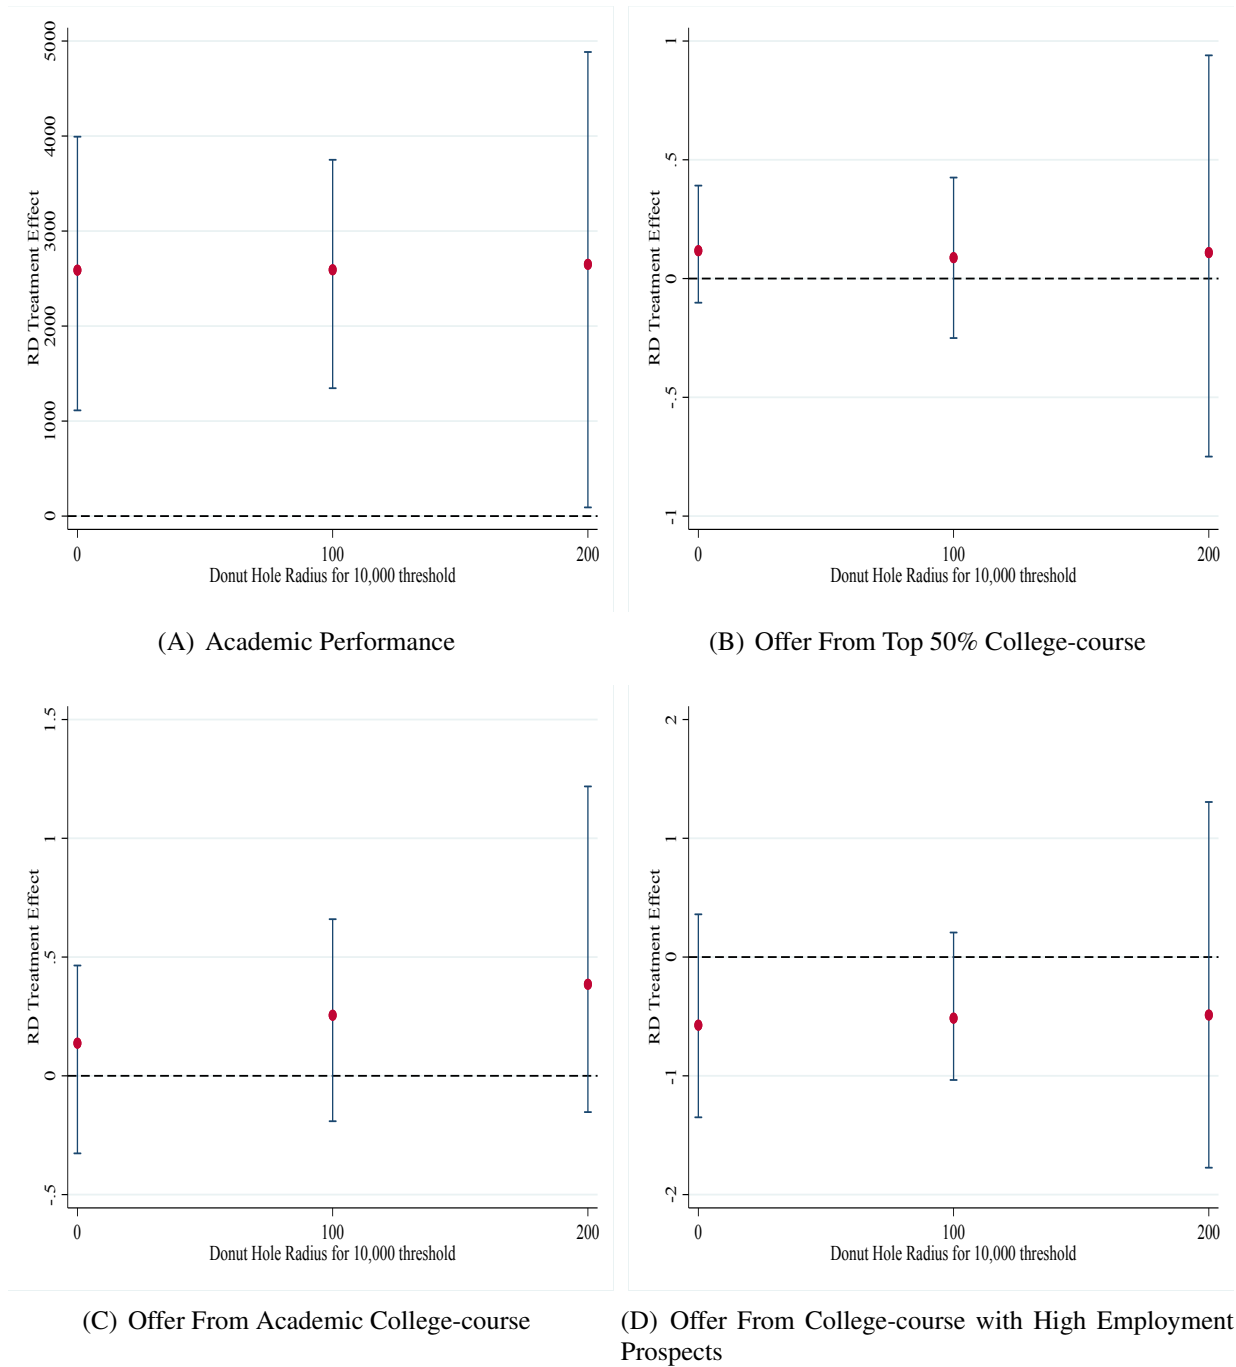 RD Treatment Effect
5000
4000
3000
2000
1000
0
0 100 200
Donut Hole Radius for 10,000 threshold
(A) Academic Performance
RD Treatment Effect
1
.5
0
-.5
-1
0 100 200
Donut Hole Radius for 10,000 threshold
(B) Offer From Top 50% College-course
RD Treatment Effect
1.5
1
.5
0
-.5
0 100 200
Donut Hole Radius for 10,000 threshold
(C) Offer From Academic College-course
RD Treatment Effect
2
1
0
-1
-2
0 100 200
Donut Hole Radius for 10,000 threshold
(D) Offer From College-course with High Employment
Prospects